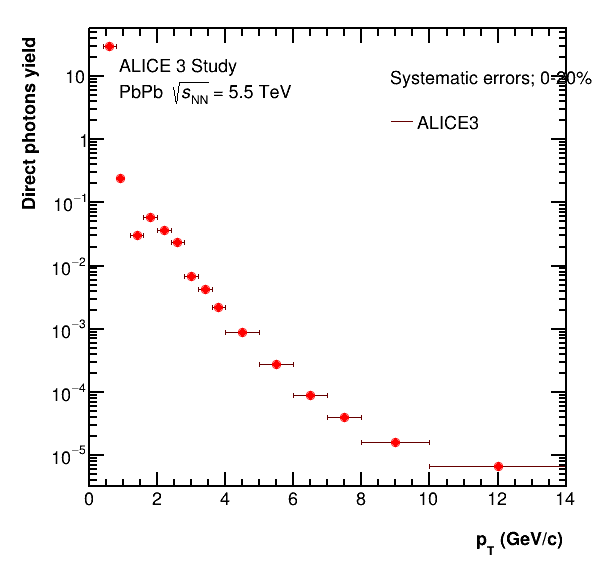 Direct photons yield
ALICE 3 Study
PbPb √sNN = 5.5 TeV
Systematic errors; 0-20%
ALICE3
10
1
10⁻¹
10⁻²
10⁻³
10⁻⁴
10⁻⁵
0 2 4 6 8 10 12 14
pT (GeV/c)